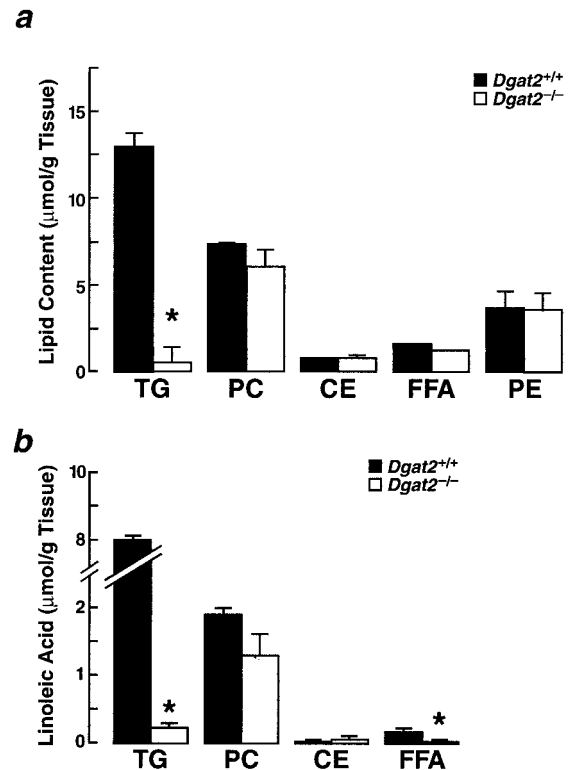 a
Lipid Content (μmol/g Tissue)
15
10
5
0
Dgat2+/+
Dgat2−/−
*
TG PC CE FFA PE
b
Linoleic Acid (μmol/g Tissue)
10
8
2
1
0
Dgat2+/+
Dgat2−/−
*
*
TG PC CE FFA